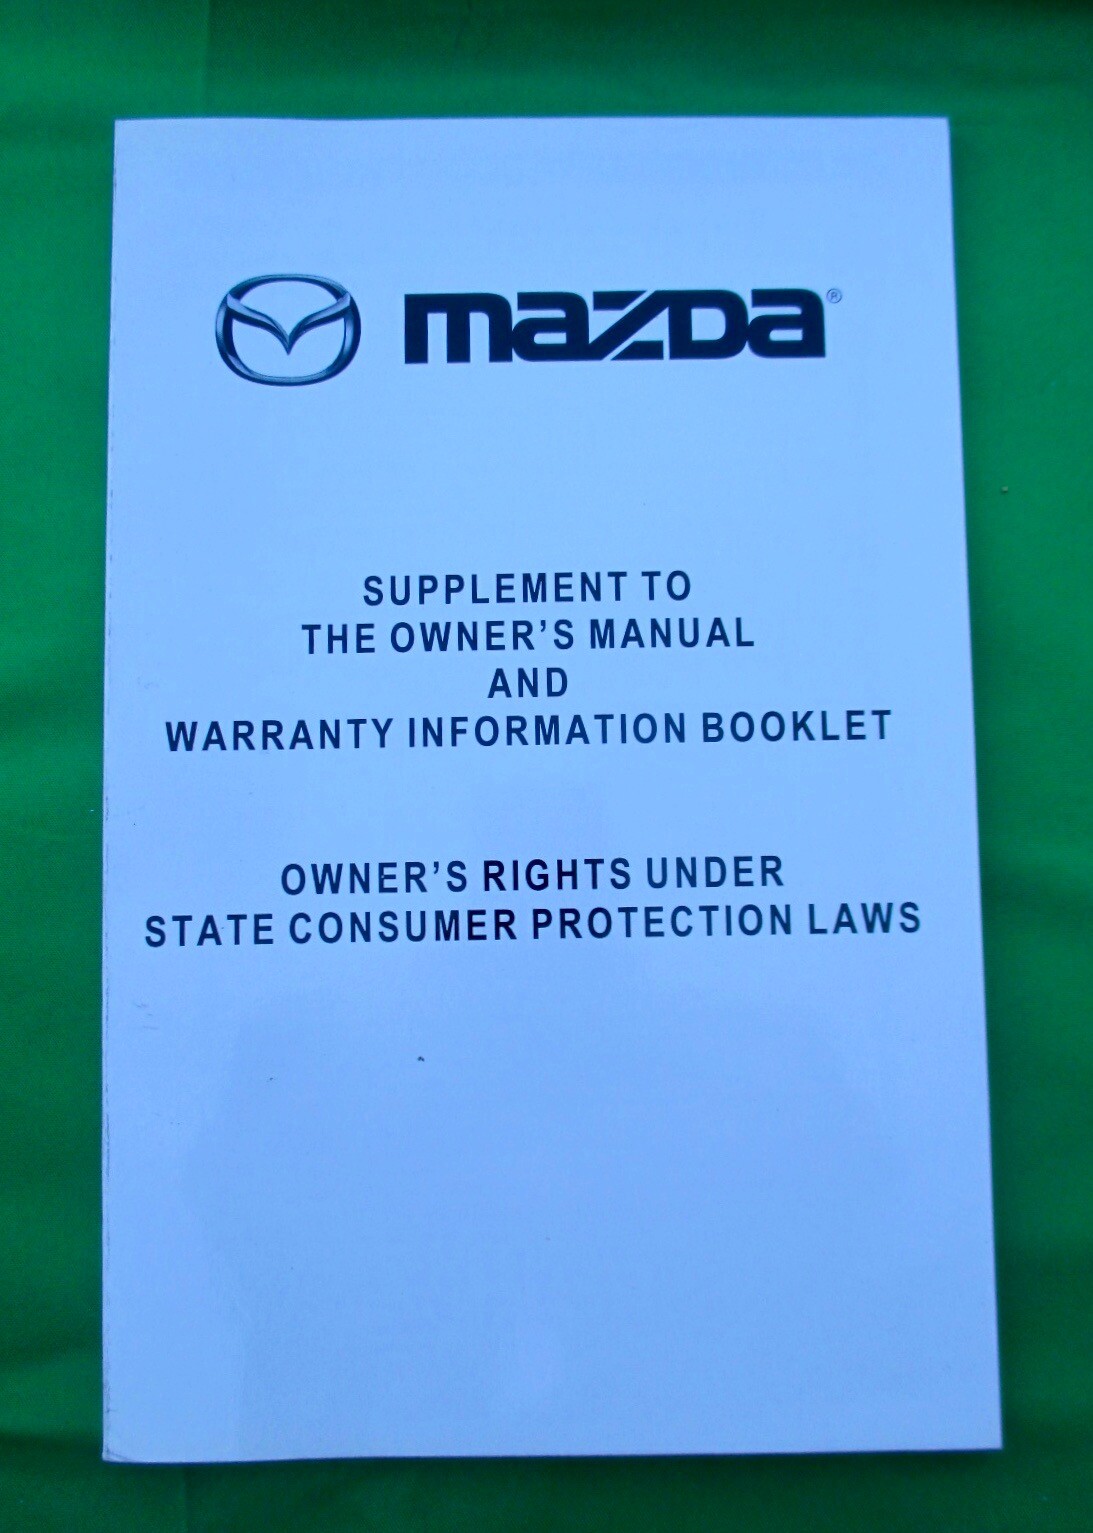 mazda®
SUPPLEMENT TO
THE OWNER’S MANUAL
AND
WARRANTY INFORMATION BOOKLET
OWNER’S RIGHTS UNDER
STATE CONSUMER PROTECTION LAWS